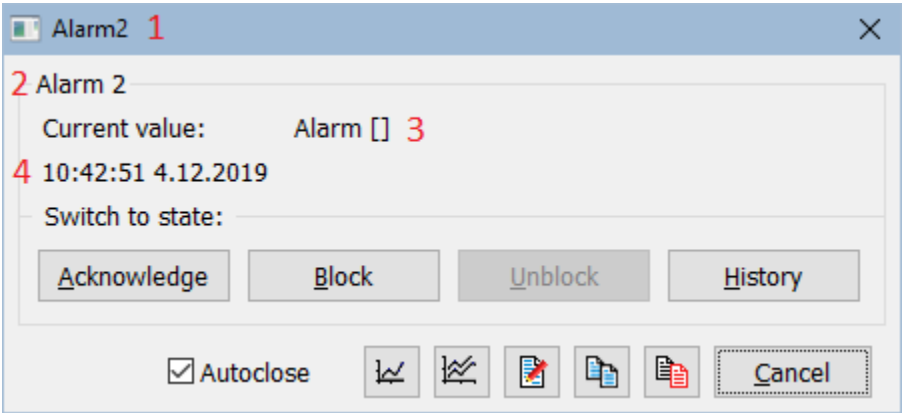 Alarm2 1
2 Alarm 2
Current value: Alarm [] 3
4 10:42:51 4.12.2019
Switch to state:
Acknowledge Block Unblock History
Autoclose Cancel